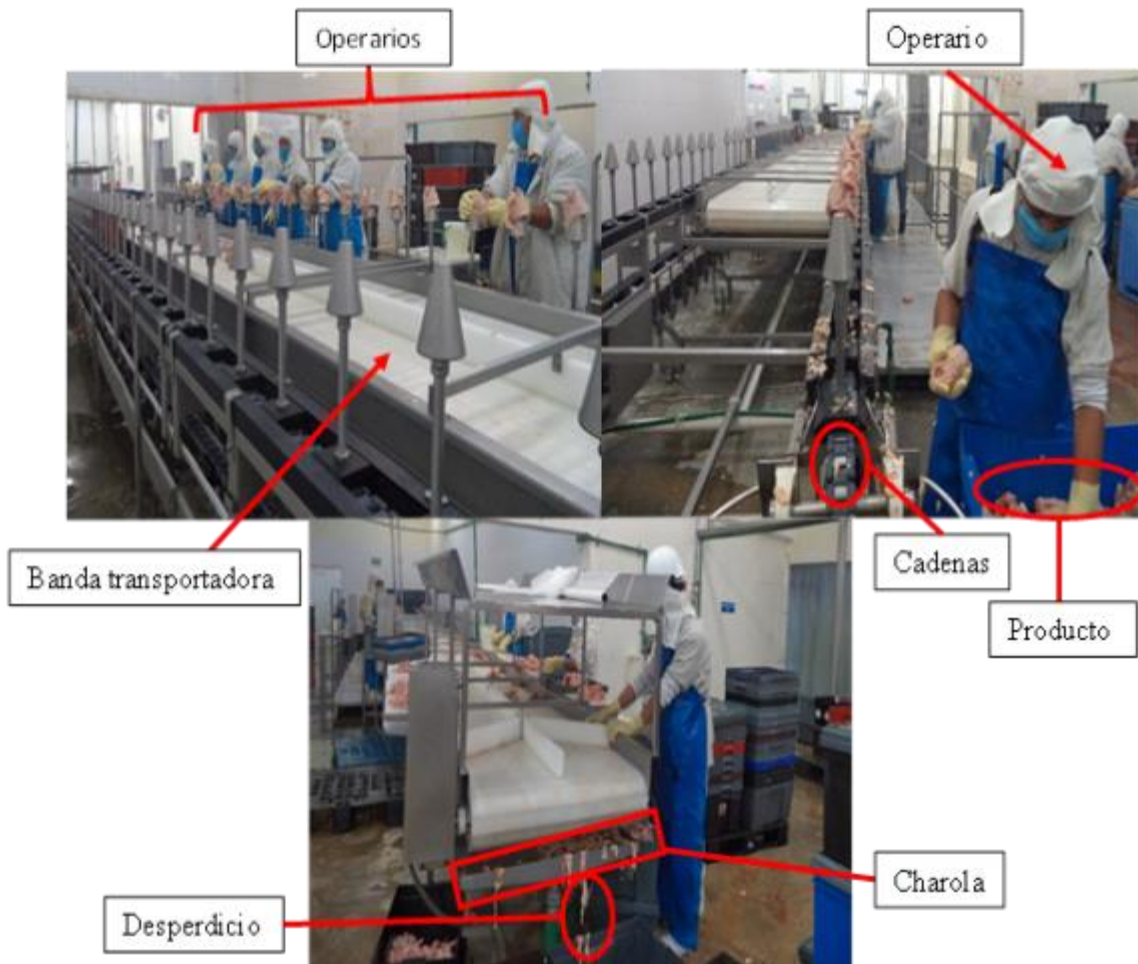 Operarios
Operario
Banda transportadora
Cadenas
Producto
Charola
Desperdicio